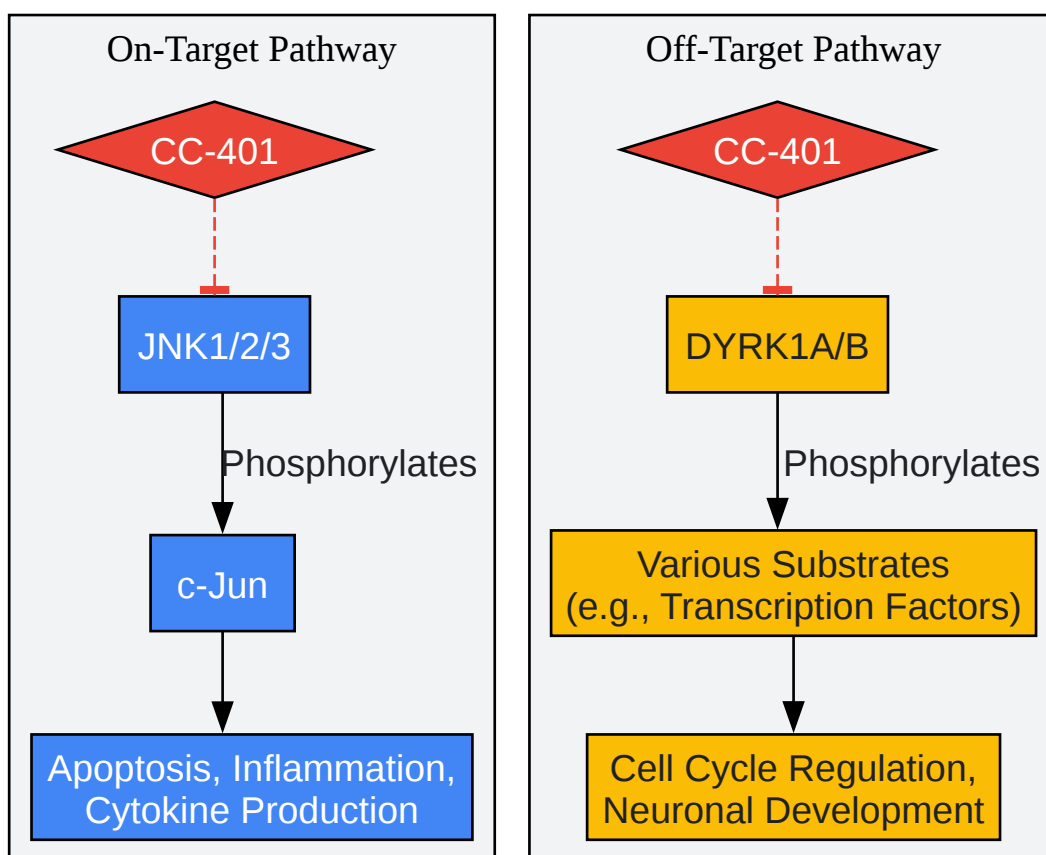 On-Target Pathway
CC-401
JNK1/2/3
Phosphorylates
c-Jun
Apoptosis, Inflammation,
Cytokine Production
Off-Target Pathway
CC-401
DYRK1A/B
Phosphorylates
Various Substrates
(e.g., Transcription Factors)
Cell Cycle Regulation,
Neuronal Development